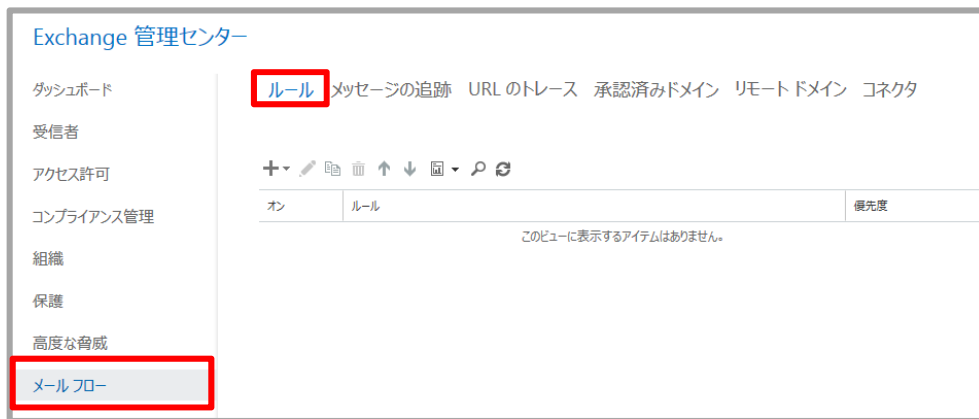 Exchange 管理センター
ダッシュボード
受信者
アクセス許可
コンプライアンス管理
組織
保護
高度な脅威
メール フロー
ルール メッセージの追跡 URL のトレース 承認済みドメイン リモート ドメイン コネクタ
オン ルール 優先度
このビューに表示するアイテムはありません。